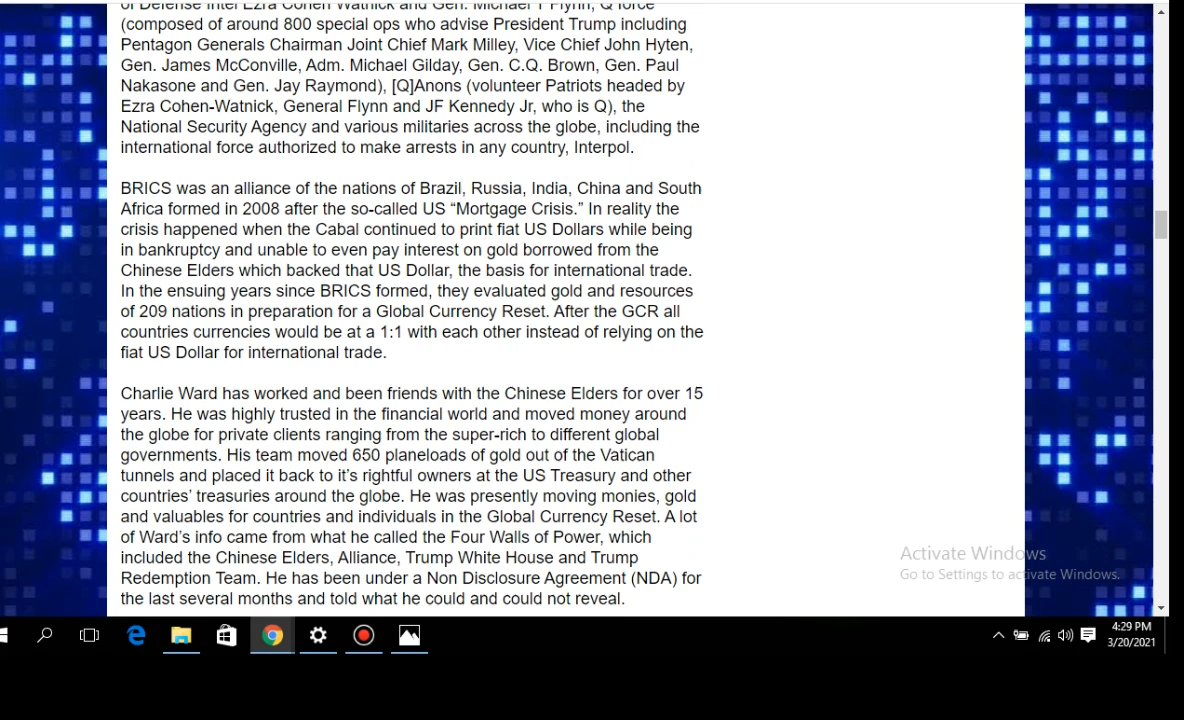 of Defense Intel Ezra Cohen Watnick and Gen. Michael T Flynn, Q force
(composed of around 800 special ops who advise President Trump including
Pentagon Generals Chairman Joint Chief Mark Milley, Vice Chief John Hyten,
Gen. James McConville, Adm. Michael Gilday, Gen. C.Q. Brown, Gen. Paul
Nakasone and Gen. Jay Raymond), [Q]Anons (volunteer Patriots headed by
Ezra Cohen-Watnick, General Flynn and JF Kennedy Jr, who is Q), the
National Security Agency and various militaries across the globe, including the
international force authorized to make arrests in any country, Interpol.
BRICS was an alliance of the nations of Brazil, Russia, India, China and South
Africa formed in 2008 after the so-called US “Mortgage Crisis.” In reality the
crisis happened when the Cabal continued to print fiat US Dollars while being
in bankruptcy and unable to even pay interest on gold borrowed from the
Chinese Elders which backed that US Dollar, the basis for international trade.
In the ensuing years since BRICS formed, they evaluated gold and resources
of 209 nations in preparation for a Global Currency Reset. After the GCR all
countries currencies would be at a 1:1 with each other instead of relying on the
fiat US Dollar for international trade.
Charlie Ward has worked and been friends with the Chinese Elders for over 15
years. He was highly trusted in the financial world and moved money around
the globe for private clients ranging from the super-rich to different global
governments. His team moved 650 planeloads of gold out of the Vatican
tunnels and placed it back to it’s rightful owners at the US Treasury and other
countries’ treasuries around the globe. He was presently moving monies, gold
and valuables for countries and individuals in the Global Currency Reset. A lot
of Ward’s info came from what he called the Four Walls of Power, which
included the Chinese Elders, Alliance, Trump White House and Trump
Redemption Team. He has been under a Non Disclosure Agreement (NDA) for
the last several months and told what he could and could not reveal.
Activate Windows
Go to Settings to activate Windows.
4:29 PM
3/20/2021